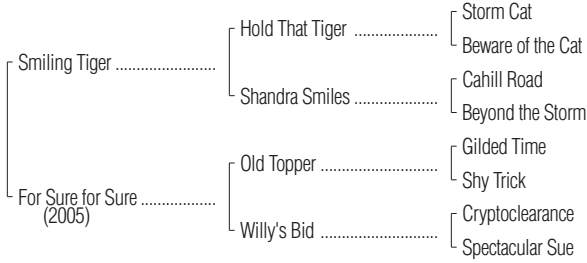 Storm Cat
Hold That Tiger ....................
Beware of the Cat
Smiling Tiger ........................
Cahill Road
Shandra Smiles .....................
Beyond the Storm
Gilded Time
Old Topper ............................
Shy Trick
For Sure for Sure ..................
(2005)
Cryptoclearance
Willy's Bid ............................
Spectacular Sue